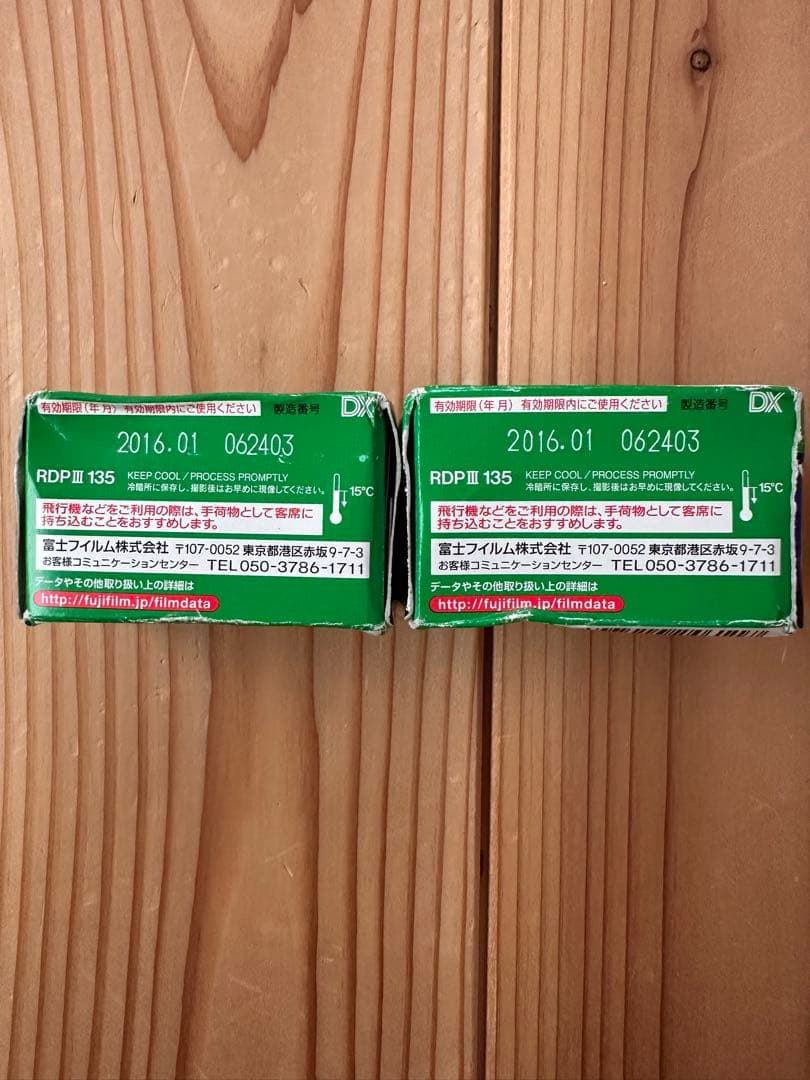 有効期限(年月) 有効期限内にご使用ください 製造番号 DX
2016.01 062403
RDPⅢ 135 KEEP COOL/PROCESS PROMPTLY
冷暗所に保存し、撮影後はお早めに現像してください。 15℃
飛行機などをご利用の際は、手荷物として客席に
持ち込むことをおすすめします。
富士フイルム株式会社 〒107-0052 東京都港区赤坂9-7-3
お客様コミュニケーションセンター TEL 050-3786-1711
データやその他取り扱い上の詳細は
http://fujifilm.jp/filmdata
有効期限(年月) 有効期限内にご使用ください 製造番号 DX
2016.01 062403
RDPⅢ 135 KEEP COOL/PROCESS PROMPTLY
冷暗所に保存し、撮影後はお早めに現像してください。 15℃
飛行機などをご利用の際は、手荷物として客席に
持ち込むことをおすすめします。
富士フイルム株式会社 〒107-0052 東京都港区赤坂9-7-3
お客様コミュニケーションセンター TEL 050-3786-1711
データやその他取り扱い上の詳細は
http://fujifilm.jp/filmdata